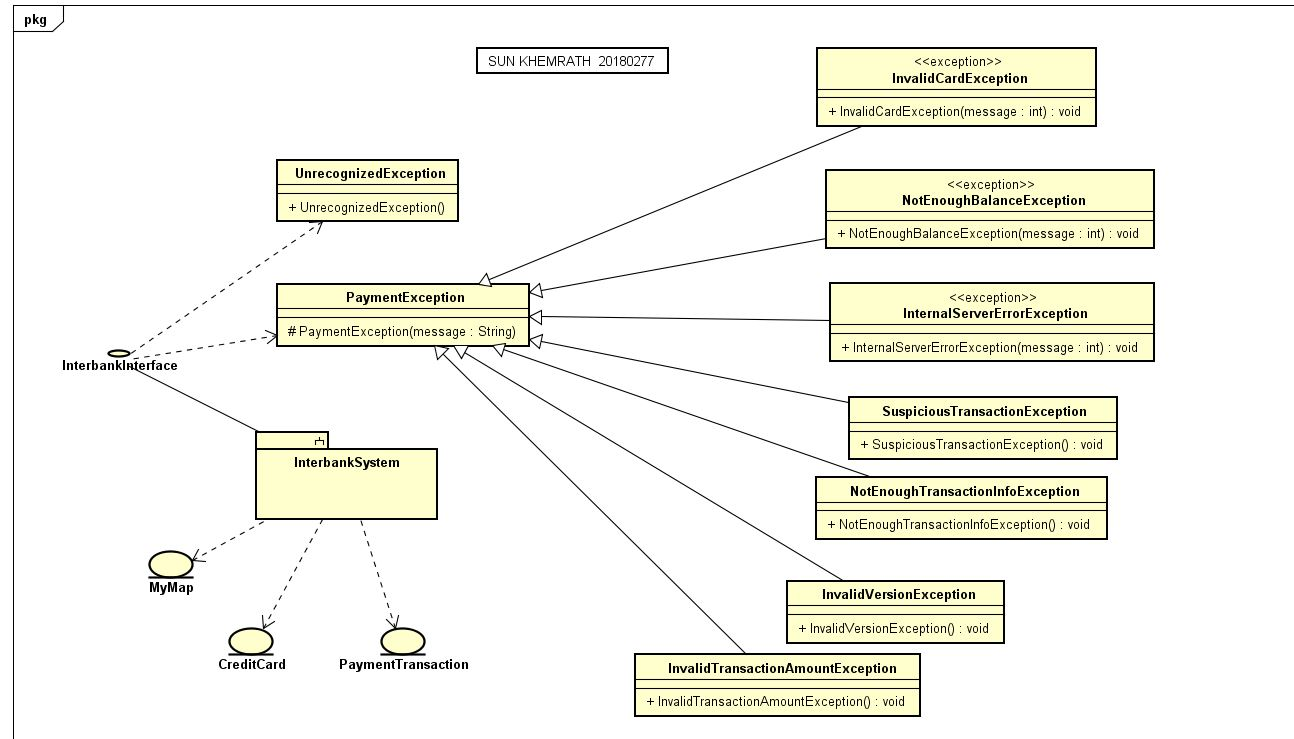 pkg
SUN KHEMRATH 20180277
<<exception>>
InvalidCardException
+ InvalidCardException(message : int) : void
UnrecognizedException
+ UnrecognizedException()
<<exception>>
NotEnoughBalanceException
+ NotEnoughBalanceException(message : int) : void
PaymentException
# PaymentException(message : String)
<<exception>>
InternalServerErrorException
+ InternalServerErrorException(message : int) : void
InterbankInterface
SuspiciousTransactionException
+ SuspiciousTransactionException() : void
InterbankSystem
NotEnoughTransactionInfoException
+ NotEnoughTransactionInfoException() : void
MyMap
InvalidVersionException
+ InvalidVersionException() : void
CreditCard
PaymentTransaction
InvalidTransactionAmountException
+ InvalidTransactionAmountException() : void